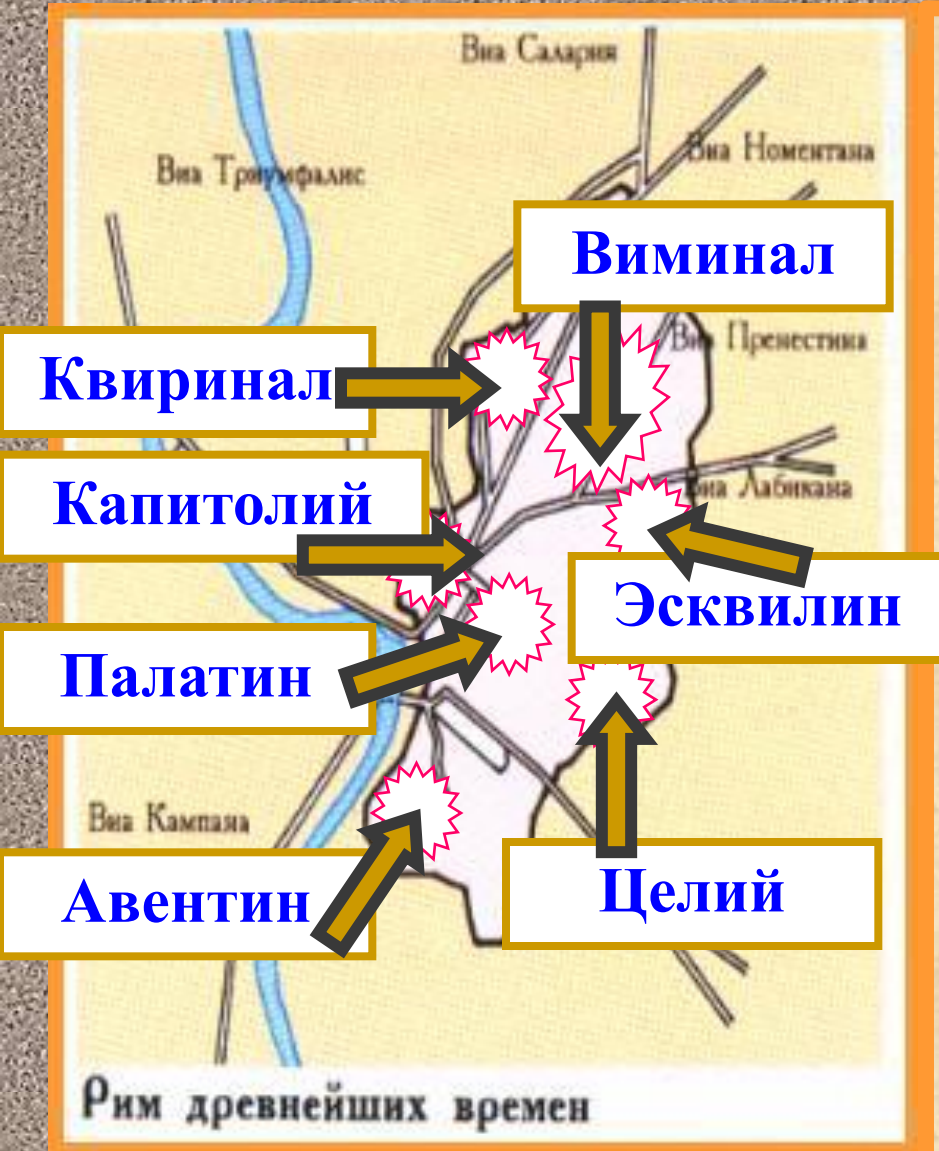 Виа Салария
Виа Номентана
Виа Триумфалис
Виминал
Виа Пренестина
Квиринал
Виа Лабикана
Капитолий
Эсквилин
Палатин
Виа Кампана
Целий
Авентин
Рим древнейших времен